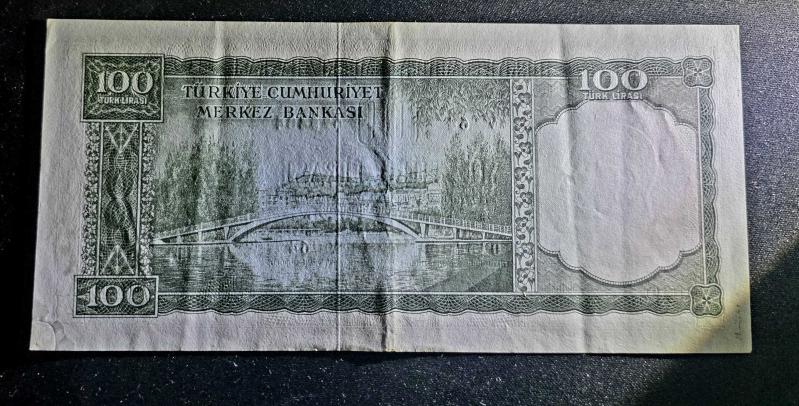 100
TÜRK LİRASI
TÜRKİYE CUMHURİYET
MERKEZ BANKASI
100
TÜRK LİRASI
100